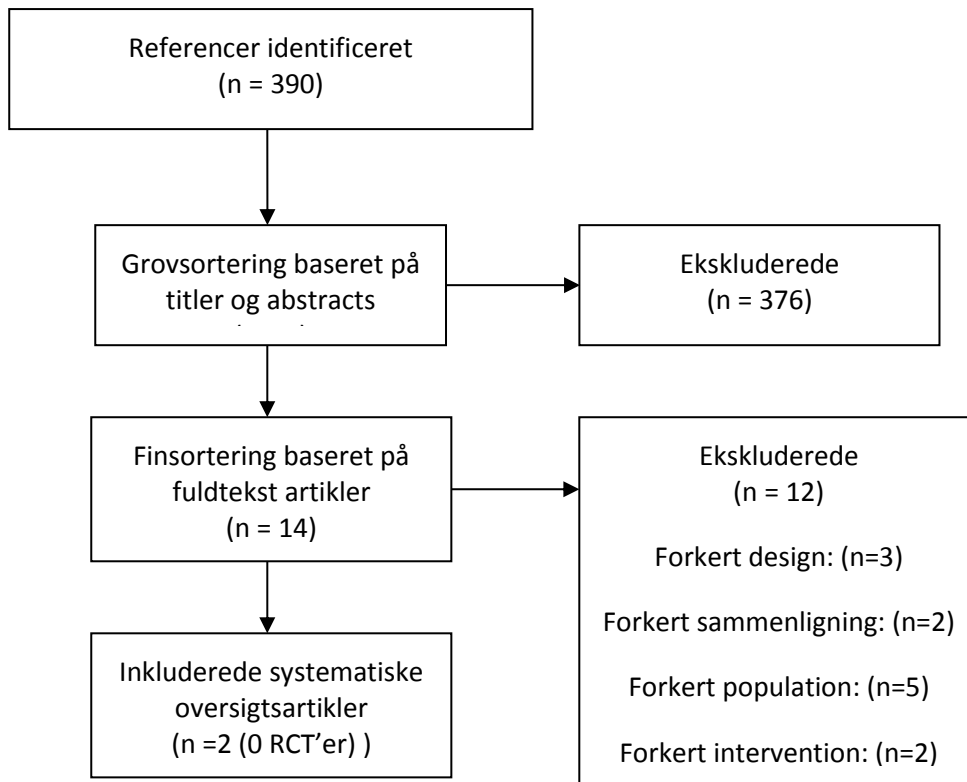 Referencer identificeret
(n = 390)
Grovsortering baseret på
titler og abstracts
Ekskluderede
(n = 376)
Finsortering baseret på
fuldtekst artikler
(n = 14)
Ekskluderede
(n = 12)
Forkert design: (n=3)
Forkert sammenligning: (n=2)
Forkert population: (n=5)
Forkert intervention: (n=2)
Inkluderede systematiske
oversigtsartikler
(n =2 (0 RCT’er) )